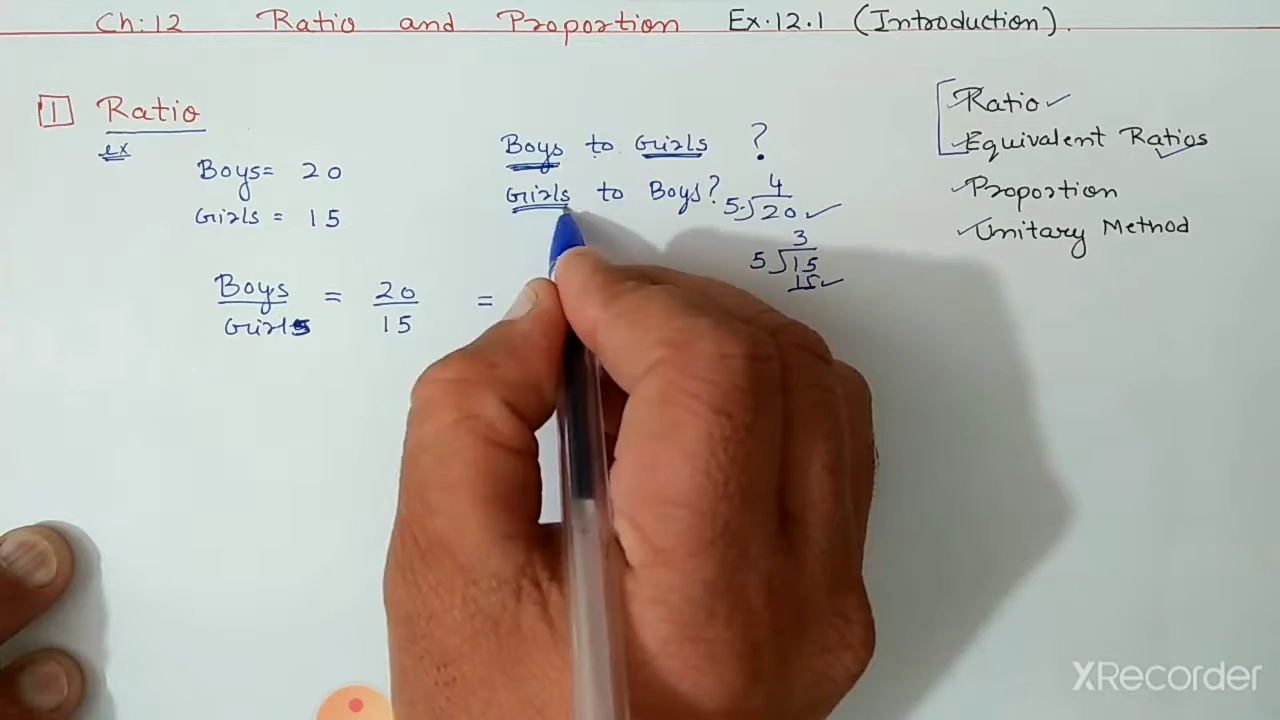 Ch:12 Ratio and Proportion Ex.12.1 (Introduction).
1 Ratio
ex
Boys = 20
Girls = 15
Boys to Girls ?
Girls to Boys?
4
5 20
3
5 15
15
Boys = 20 =
Girls 15
Ratio
Equivalent Ratios
Proportion
Unitary Method
XRecorder